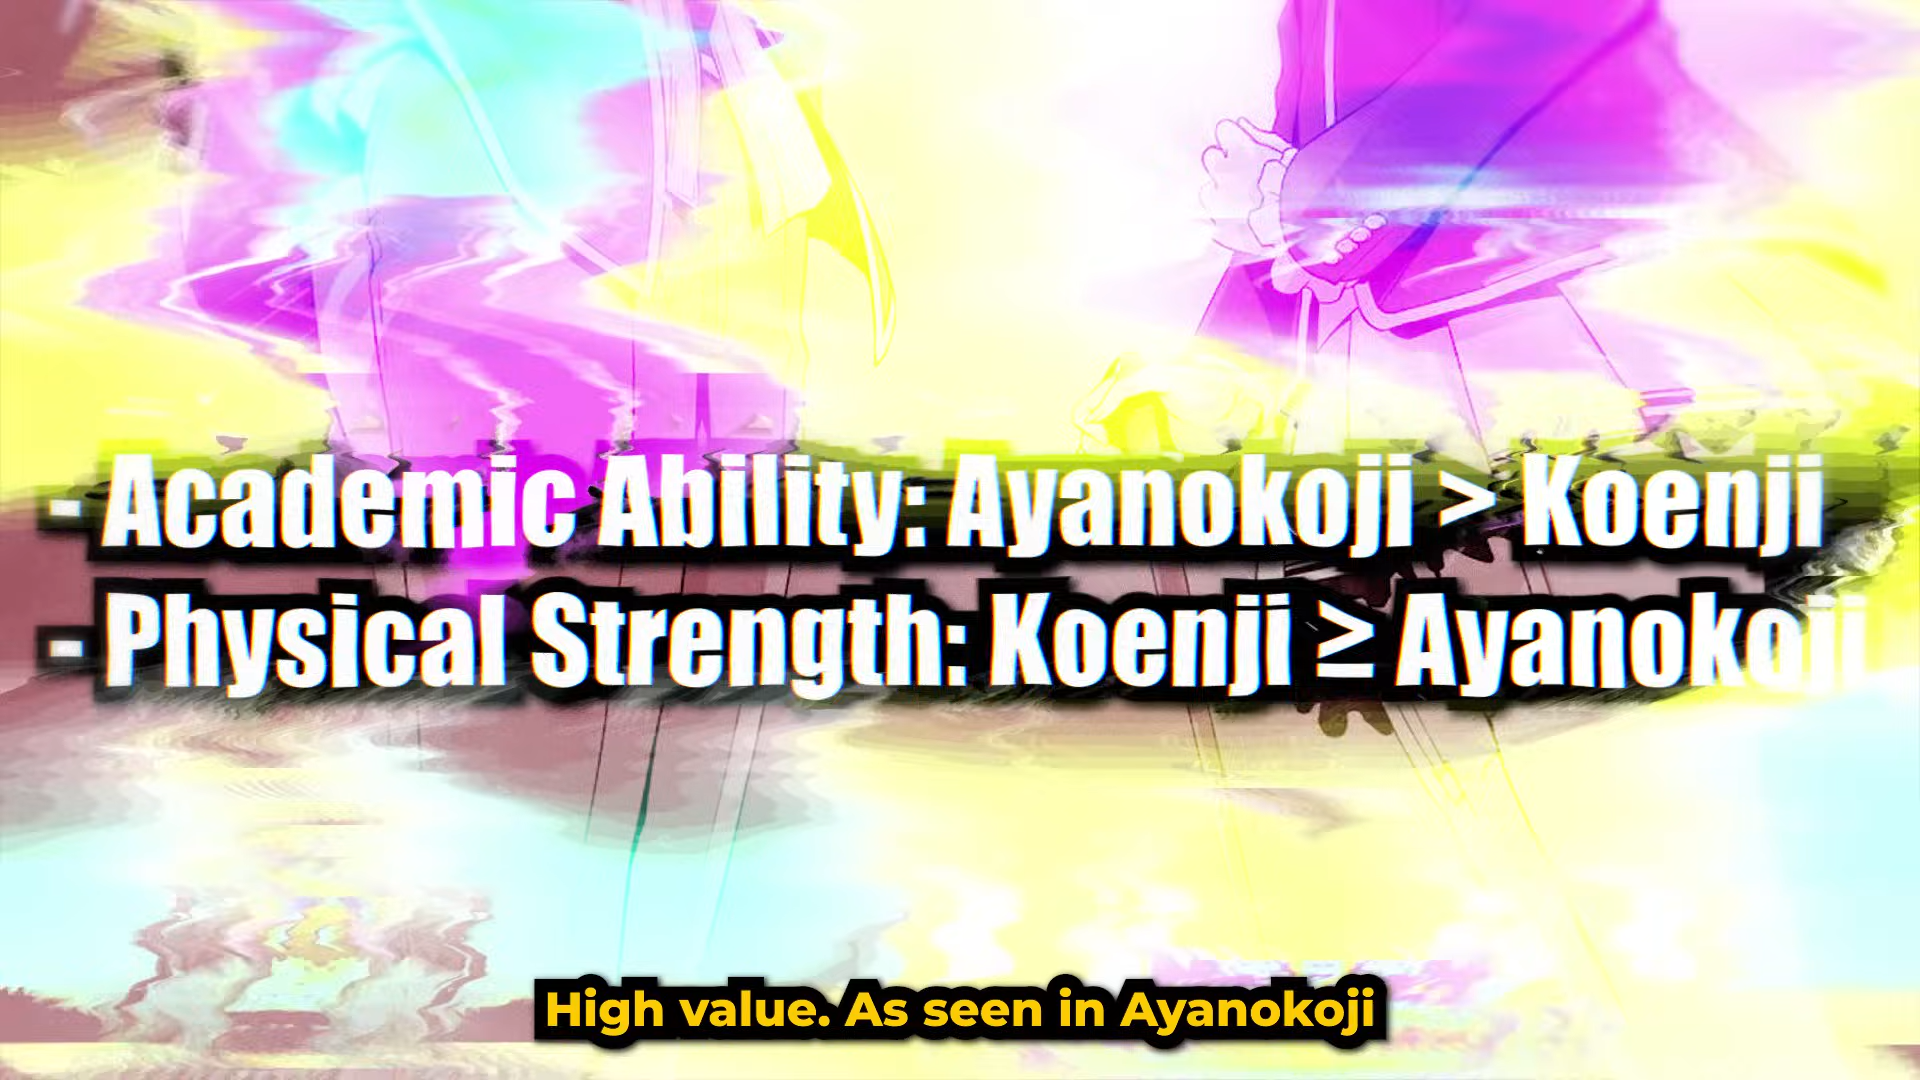 - Academic Ability: Ayanokoji > Koenji
- Physical Strength: Koenji ≥ Ayanokoji
High value. As seen in Ayanokoji